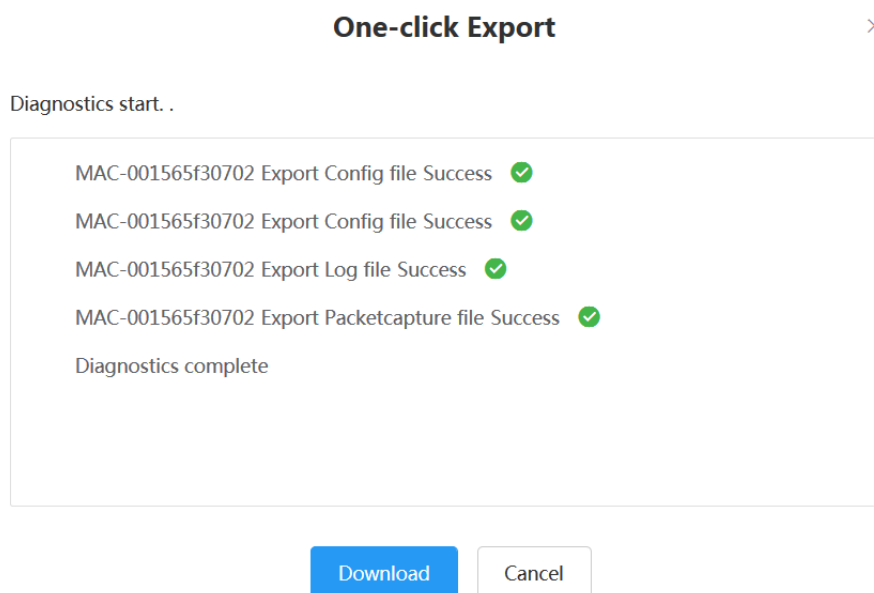 One-click Export
Diagnostics start. .
MAC-001565f30702 Export Config file Success
MAC-001565f30702 Export Config file Success
MAC-001565f30702 Export Log file Success
MAC-001565f30702 Export Packetcapture file Success
Diagnostics complete
Download Cancel